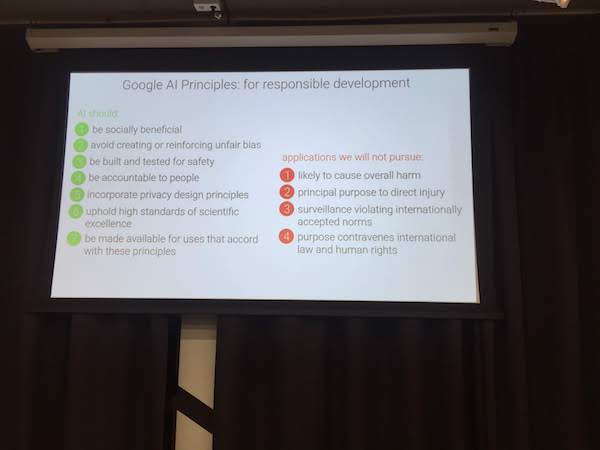 Google AI Principles: for responsible development
AI should:
1 be socially beneficial
2 avoid creating or reinforcing unfair bias
3 be built and tested for safety
4 be accountable to people
5 incorporate privacy design principles
6 uphold high standards of scientific
excellence
7 be made available for uses that accord
with these principles
applications we will not pursue:
1 likely to cause overall harm
2 principal purpose to direct injury
3 surveillance violating internationally
accepted norms
4 purpose contravenes international
law and human rights